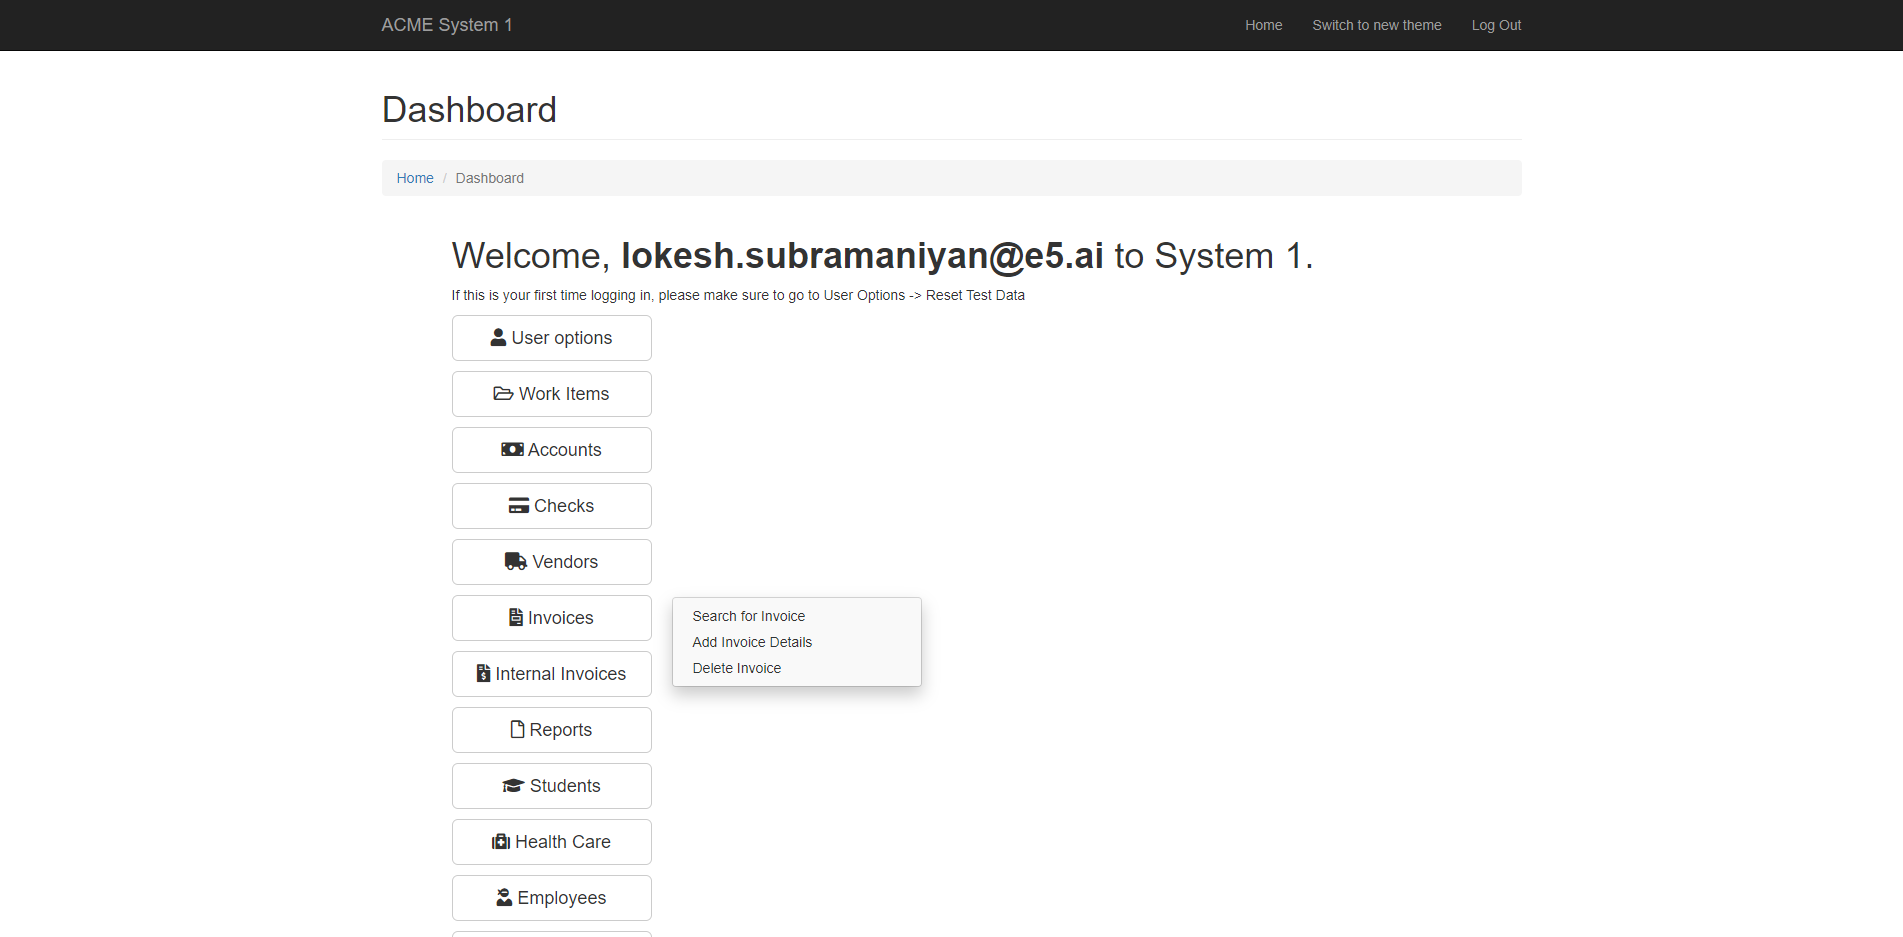 ACME System 1
Home
Switch to new theme
Log Out
Dashboard
Home / Dashboard
Welcome, lokesh.subramaniyan@e5.ai to System 1.
If this is your first time logging in, please make sure to go to User Options -> Reset Test Data
User options
Work Items
Accounts
Checks
Vendors
Invoices
Search for Invoice
Add Invoice Details
Delete Invoice
Internal Invoices
Reports
Students
Health Care
Employees